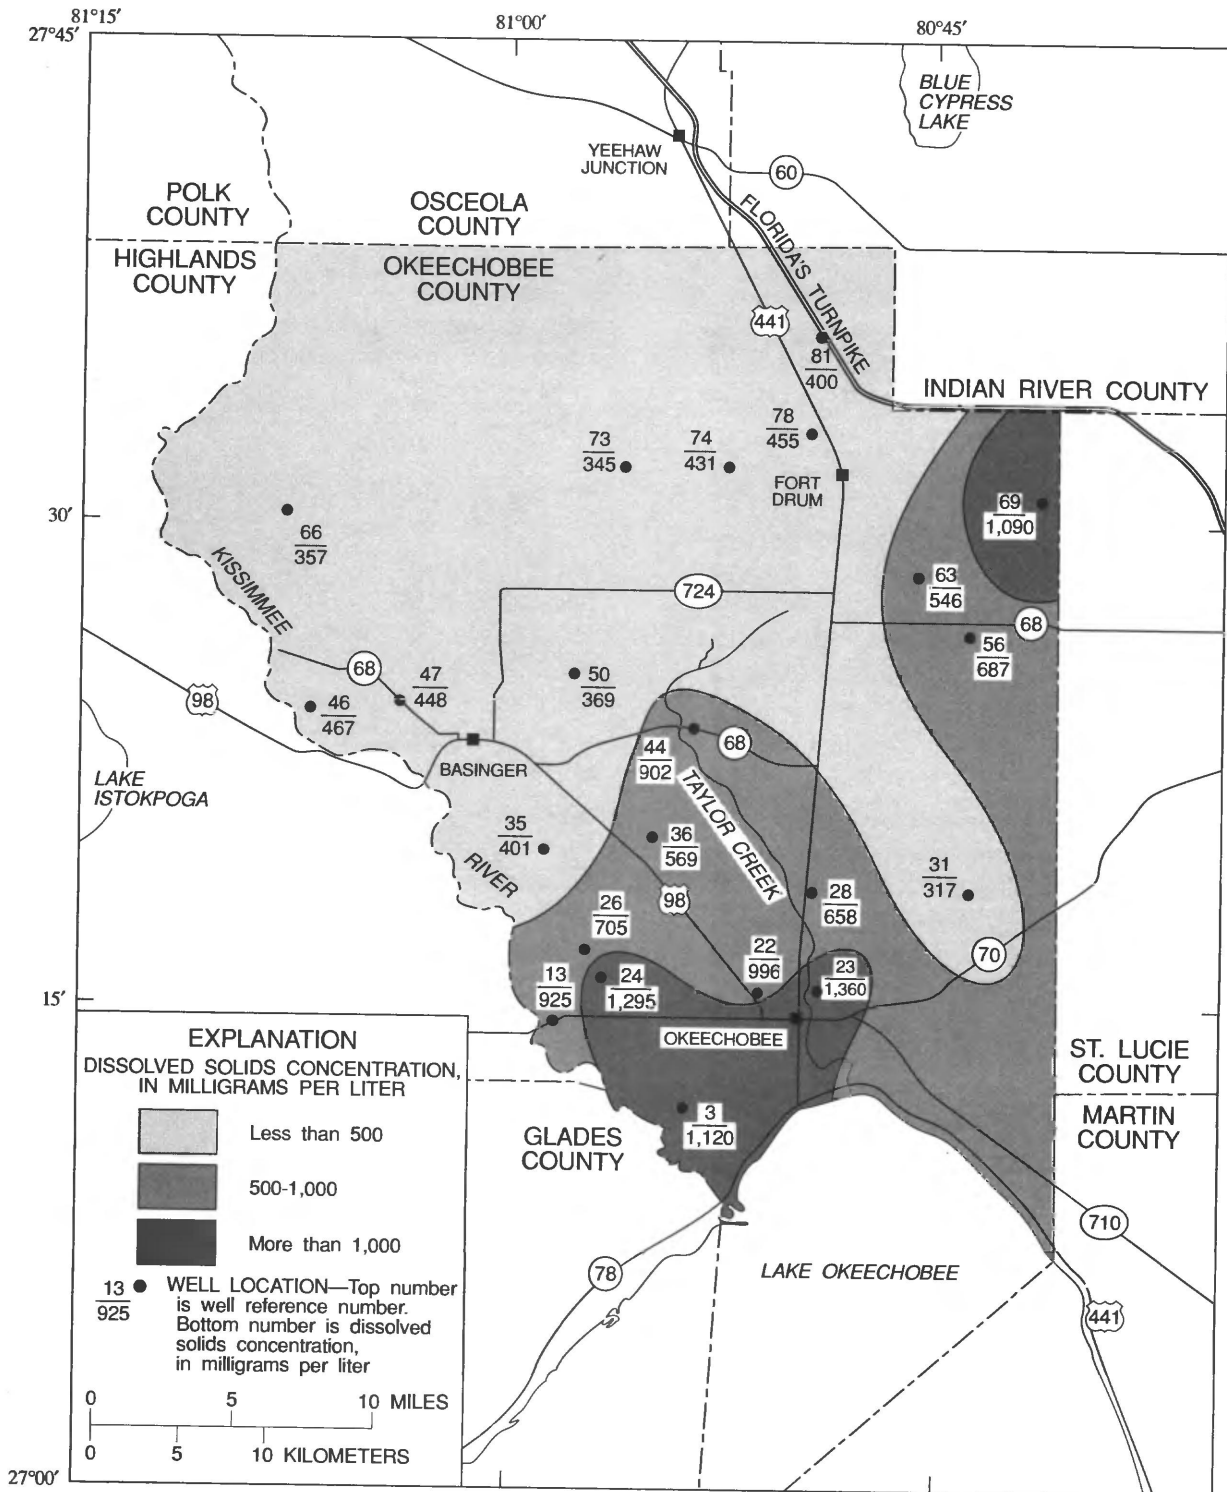 81°15′
81°00′
80°45′
27°45′
BLUE
CYPRESS
LAKE
YEEHAW
JUNCTION
60
POLK
COUNTY
OSCEOLA
COUNTY
FLORIDA'S TURNPIKE
HIGHLANDS
COUNTY
OKEECHOBEE
COUNTY
441
81
400
INDIAN RIVER COUNTY
78
455
73
345
74
431
FORT
DRUM
69
1,090
30′
66
357
KISSIMMEE
724
63
546
68
56
687
68
47
448
50
369
46
467
98
44
902
68
BASINGER
LAKE
ISTOKPOGA
TAYLOR CREEK
35
401
36
569
RIVER
31
317
28
658
98
26
705
22
996
23
1,360
70
13
925
24
1,295
15′
OKEECHOBEE
ST. LUCIE
COUNTY
MARTIN
COUNTY
3
1,120
GLADES
COUNTY
710
78
LAKE OKEECHOBEE
441
EXPLANATION
DISSOLVED SOLIDS CONCENTRATION,
IN MILLIGRAMS PER LITER
Less than 500
500-1,000
More than 1,000
13
925
WELL LOCATION—Top number
is well reference number.
Bottom number is dissolved
solids concentration,
in milligrams per liter
0 5 10 MILES
0 5 10 KILOMETERS
27°00′